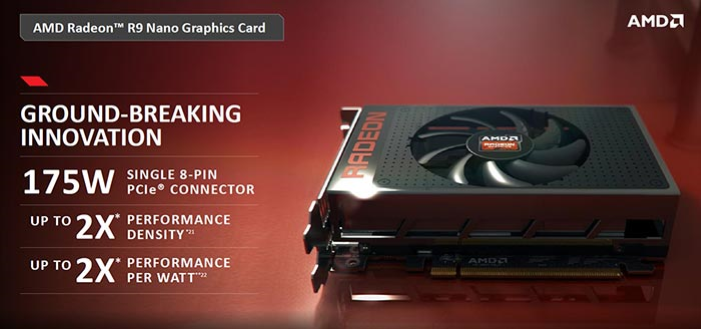 AMD Radeon™ R9 Nano Graphics Card
AMD
GROUND-BREAKING
INNOVATION
175W SINGLE 8-PIN
PCIe® CONNECTOR
UP TO 2X* PERFORMANCE
DENSITY*21
UP TO 2X* PERFORMANCE
PER WATT**22
RADEON
AMD
RADEON
AMD